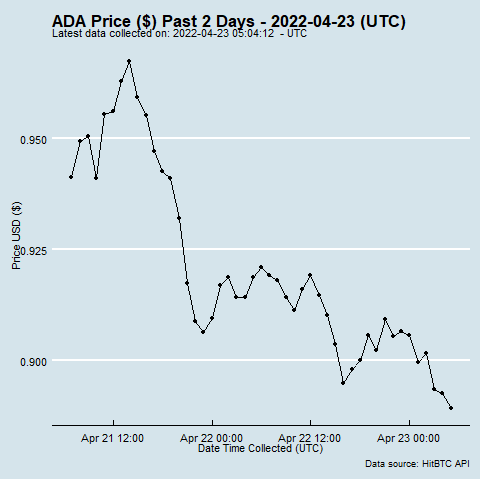 ADA Price ($) Past 2 Days - 2022-04-23 (UTC)
Latest data collected on: 2022-04-23 05:04:12  - UTC
0.950
0.925
0.900
Price USD ($)
Apr 21 12:00
Apr 22 00:00
Apr 22 12:00
Apr 23 00:00
Date Time Collected (UTC)
Data source: HitBTC API